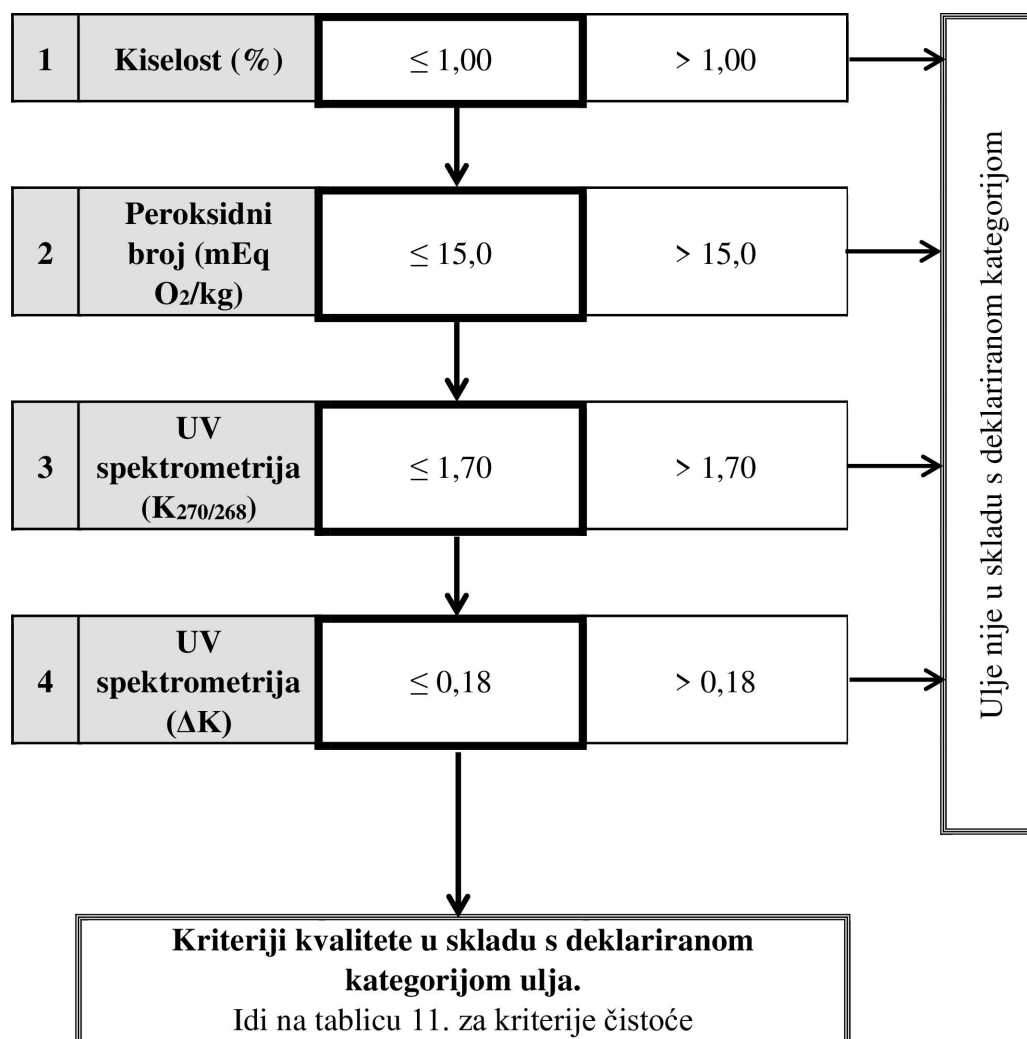 1 Kiselost (%) ≤ 1,00 > 1,00
2 Peroksidni
broj (mEq
O₂/kg) ≤ 15,0 > 15,0
3 UV
spektrometrija
(K₂₇₀/₂₆₈) ≤ 1,70 > 1,70
4 UV
spektrometrija
(ΔK) ≤ 0,18 > 0,18
Ulje nije u skladu s deklariranom kategorijom
Kriteriji kvalitete u skladu s deklariranom
kategorijom ulja.
Idi na tablicu 11. za kriterije čistoće